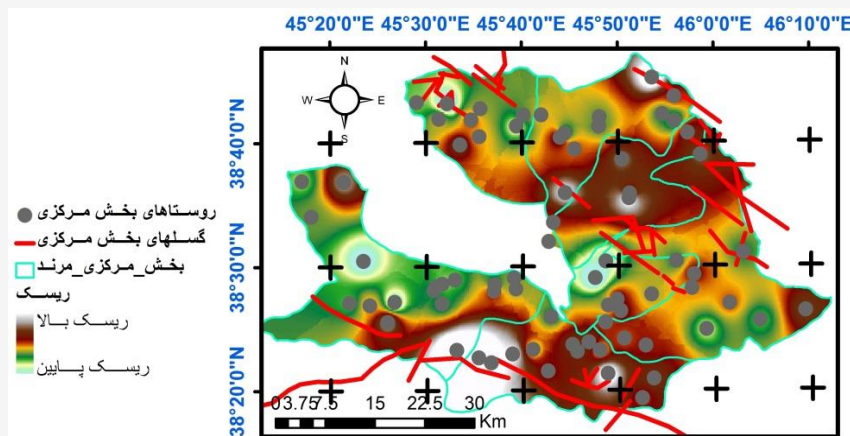 45°20'0"E 45°30'0"E 45°40'0"E 45°50'0"E 46°0'0"E 46°10'0"E
N
W E
S
38°40'0"N
38°30'0"N
38°20'0"N
روستاهای بخش مرکزی
گسلهای بخش مرکزی
بخش_مرکزی_مرند
ریسک
ریسک بالا
ریسک پایین
0 3.75 7.5 15 22.5 30
Km